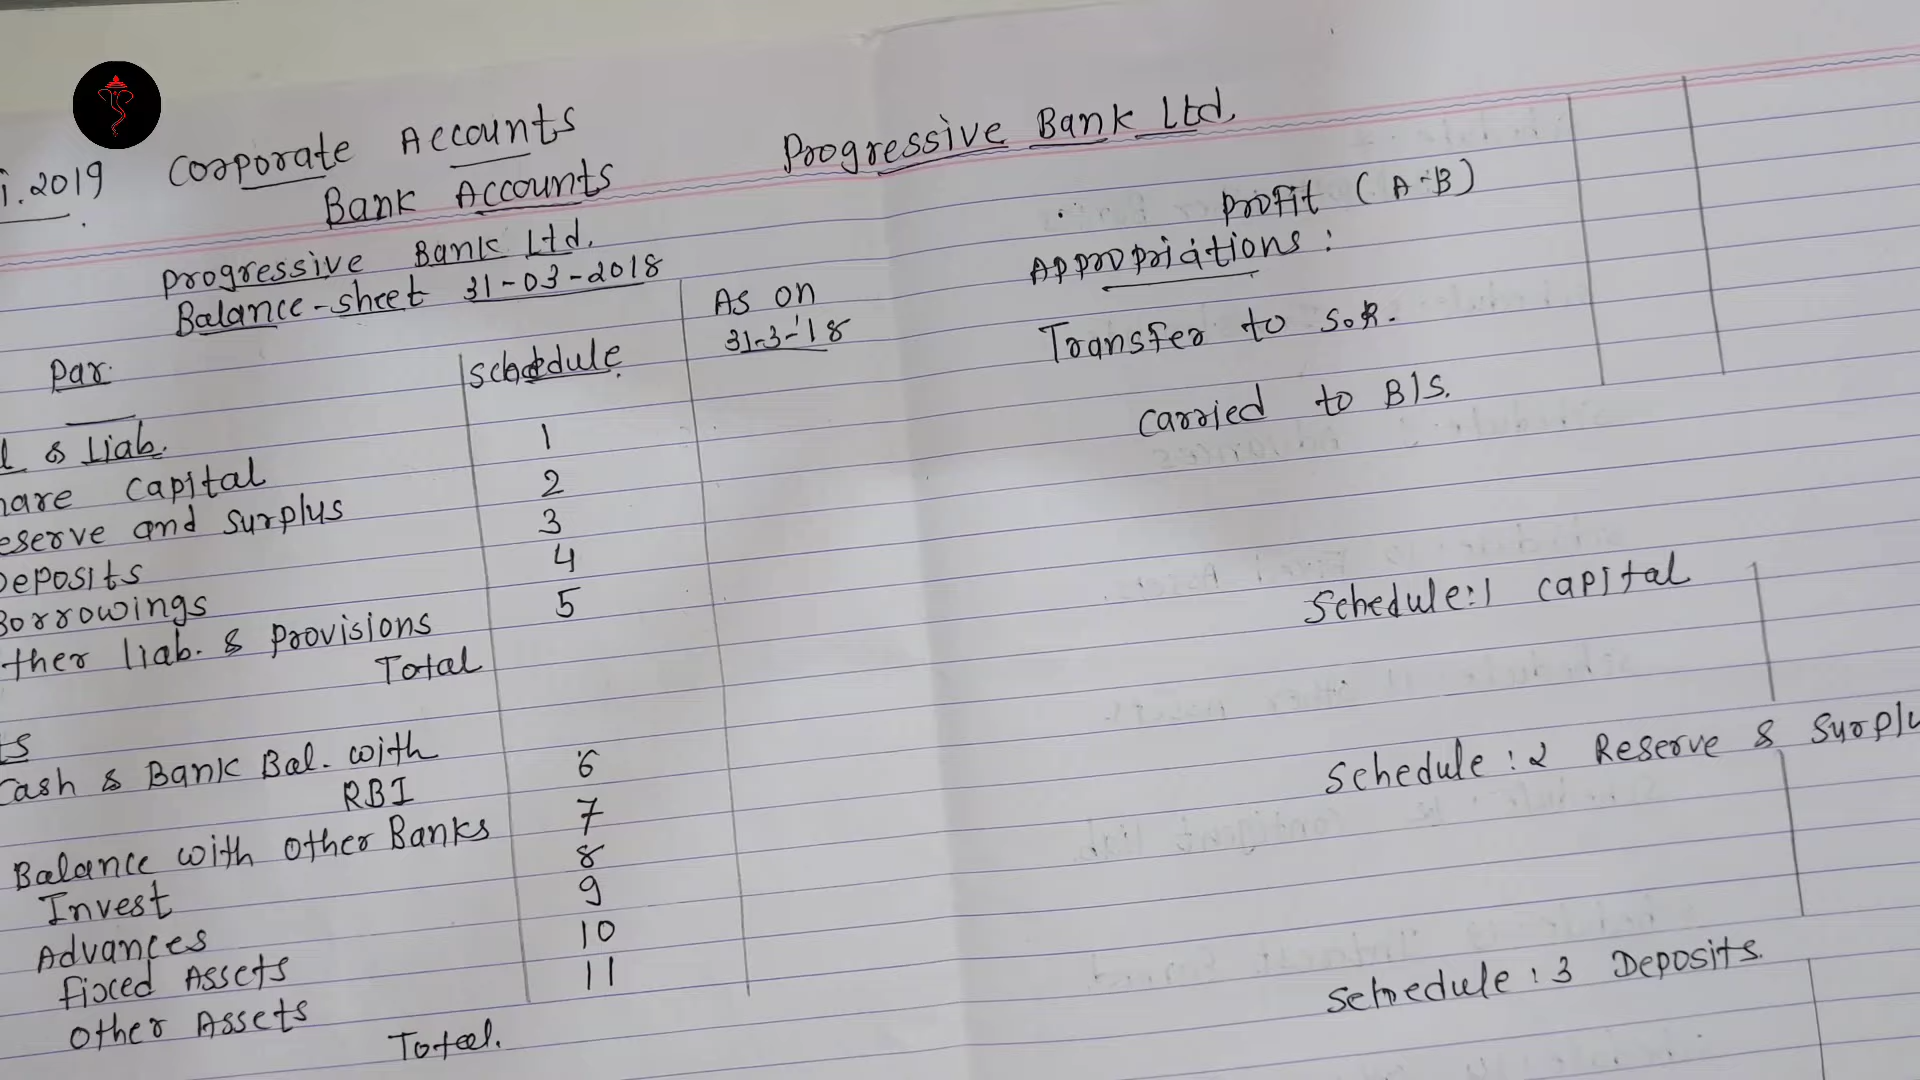 i.2019 Corporate Accounts
Bank Accounts
Progressive Bank Ltd.
Balance-sheet 31-03-2018
Par. Schedule. As on
31-3-'18
l & Liab.
hare capital 1
eserve and surplus 2
Deposits 3
Borrowings 4
ther liab. & provisions 5
Total
ts
Cash & Bank Bal. with
RBI 6
Balance with other Banks 7
Invest 8
Advances 9
Fixed Assets 10
Other Assets 11
Total.
Progressive Bank Ltd.
∴ Profit (A-B)
Appropriations:
Transfer to S.R.
Carried to B/S.
Schedule:1 capital
Schedule:2 Reserve & Surplu
Schedule:3 Deposits.